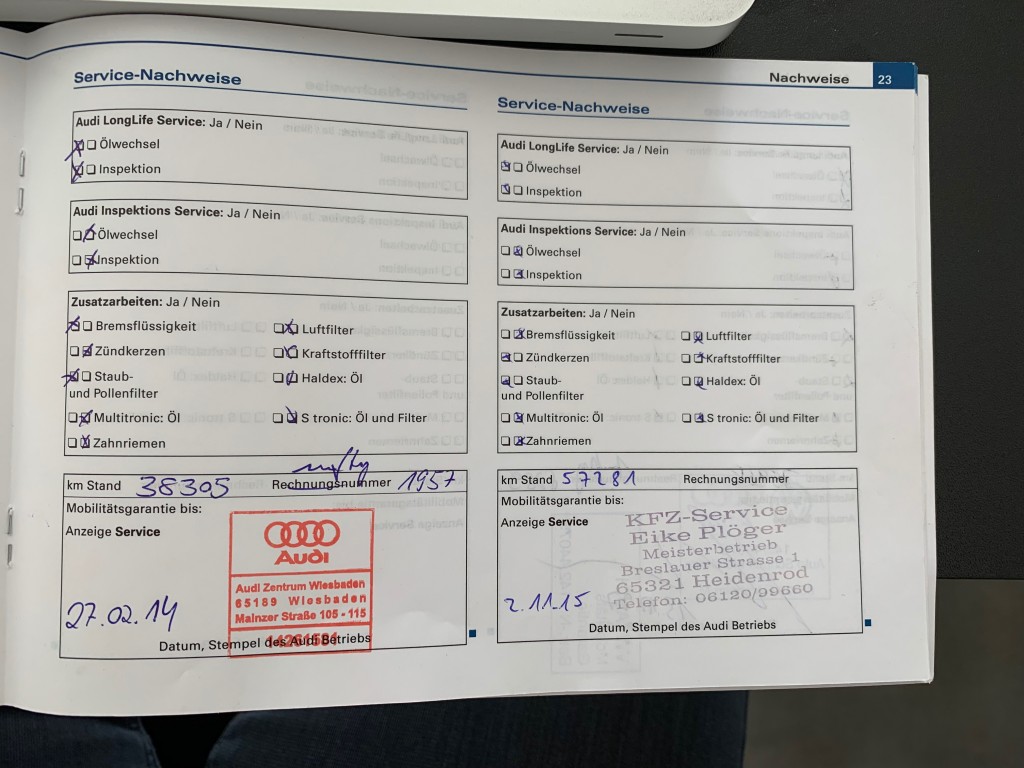 Nachweise 23
Service-Nachweise
Audi LongLife Service: Ja / Nein
Ölwechsel
Inspektion
Audi Inspektions Service: Ja / Nein
Ölwechsel
Inspektion
Zusatzarbeiten: Ja / Nein
Bremsflüssigkeit
Luftfilter
Zündkerzen
Kraftstofffilter
Staub-
und Pollenfilter
Haldex: Öl
Multitronic: Öl
S tronic: Öl und Filter
Zahnriemen
km Stand 38305 Rechnungsnummer 1957
Mobilitätsgarantie bis:
Anzeige Service
Audi
Audi Zentrum Wiesbaden
65189 Wiesbaden
Mainzer Straße 105 - 115
27.02.14
Datum, Stempel des Audi Betriebs
Service-Nachweise
Audi LongLife Service: Ja / Nein
Ölwechsel
Inspektion
Audi Inspektions Service: Ja / Nein
Ölwechsel
Inspektion
Zusatzarbeiten: Ja / Nein
Bremsflüssigkeit
Luftfilter
Zündkerzen
Kraftstofffilter
Staub-
und Pollenfilter
Haldex: Öl
Multitronic: Öl
S tronic: Öl und Filter
Zahnriemen
km Stand 57281 Rechnungsnummer
Mobilitätsgarantie bis:
Anzeige Service
KFZ-Service
Eike Plöger
Meisterbetrieb
Breslauer Strasse 1
65321 Heidenrod
Telefon: 06120/99660
2.11.15
Datum, Stempel des Audi Betriebs